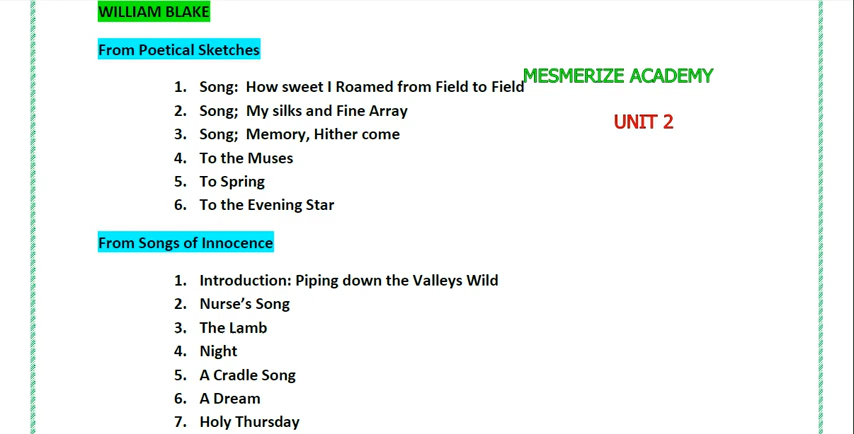 WILLIAM BLAKE
From Poetical Sketches
1. Song: How sweet I Roamed from Field to Field
MESMERIZE ACADEMY
2. Song; My silks and Fine Array
UNIT 2
3. Song; Memory, Hither come
4. To the Muses
5. To Spring
6. To the Evening Star
From Songs of Innocence
1. Introduction: Piping down the Valleys Wild
2. Nurse’s Song
3. The Lamb
4. Night
5. A Cradle Song
6. A Dream
7. Holy Thursday